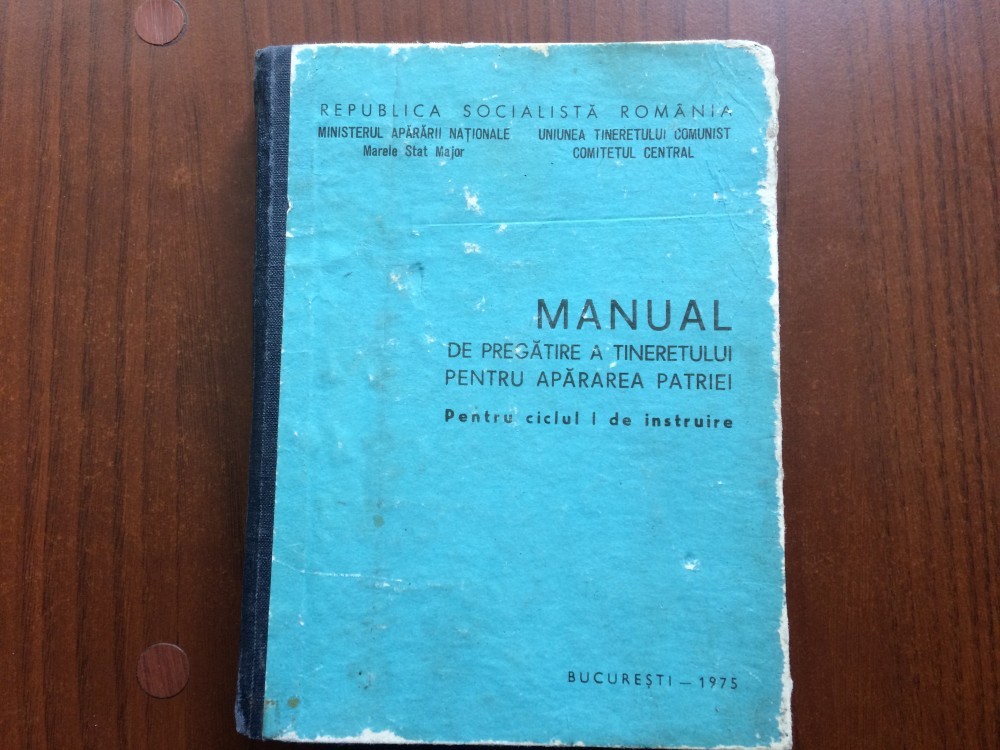 REPUBLICA SOCIALISTĂ ROMÂNIA
MINISTERUL APĂRĂRII NAȚIONALE
Marele Stat Major
UNIUNEA TINERETULUI COMUNIST
COMITETUL CENTRAL
MANUAL
DE PREGĂTIRE A TINERETULUI
PENTRU APĂRAREA PATRIEI
Pentru ciclul I de instruire
BUCUREȘTI — 1975